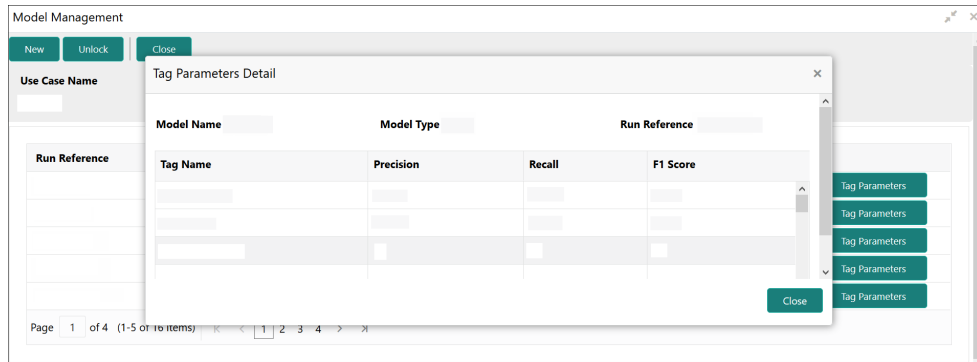 Model Management
New Unlock Close
Tag Parameters Detail
Use Case Name
Model Name Model Type Run Reference
Run Reference
Tag Name Precision Recall F1 Score
Tag Parameters
Tag Parameters
Tag Parameters
Tag Parameters
Tag Parameters
Close
Page 1 of 4 (1-5 of 16 items) 1 2 3 4